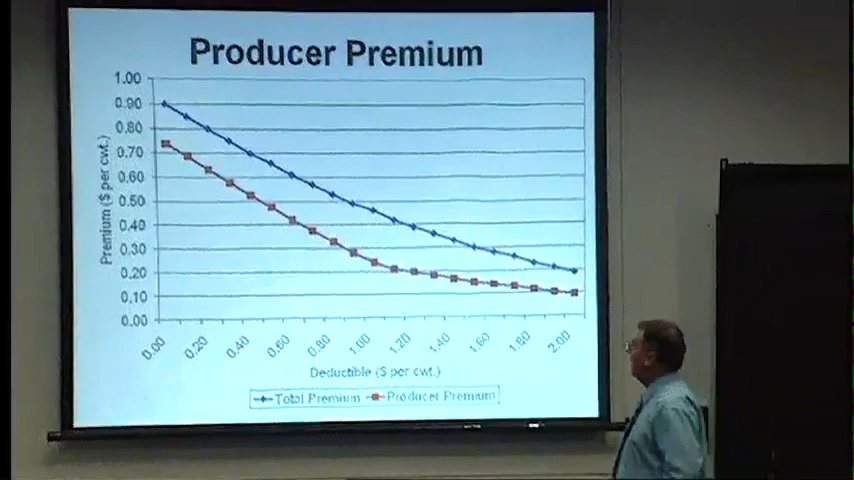 Producer Premium
1.00
0.90
0.80
0.70
0.60
0.50
0.40
0.30
0.20
0.10
0.00
Premium ($ per cwt.)
0.00 0.20 0.40 0.60 0.80 1.00 1.20 1.40 1.60 1.80 2.00
Deductible ($ per cwt.)
Total Premium Producer Premium